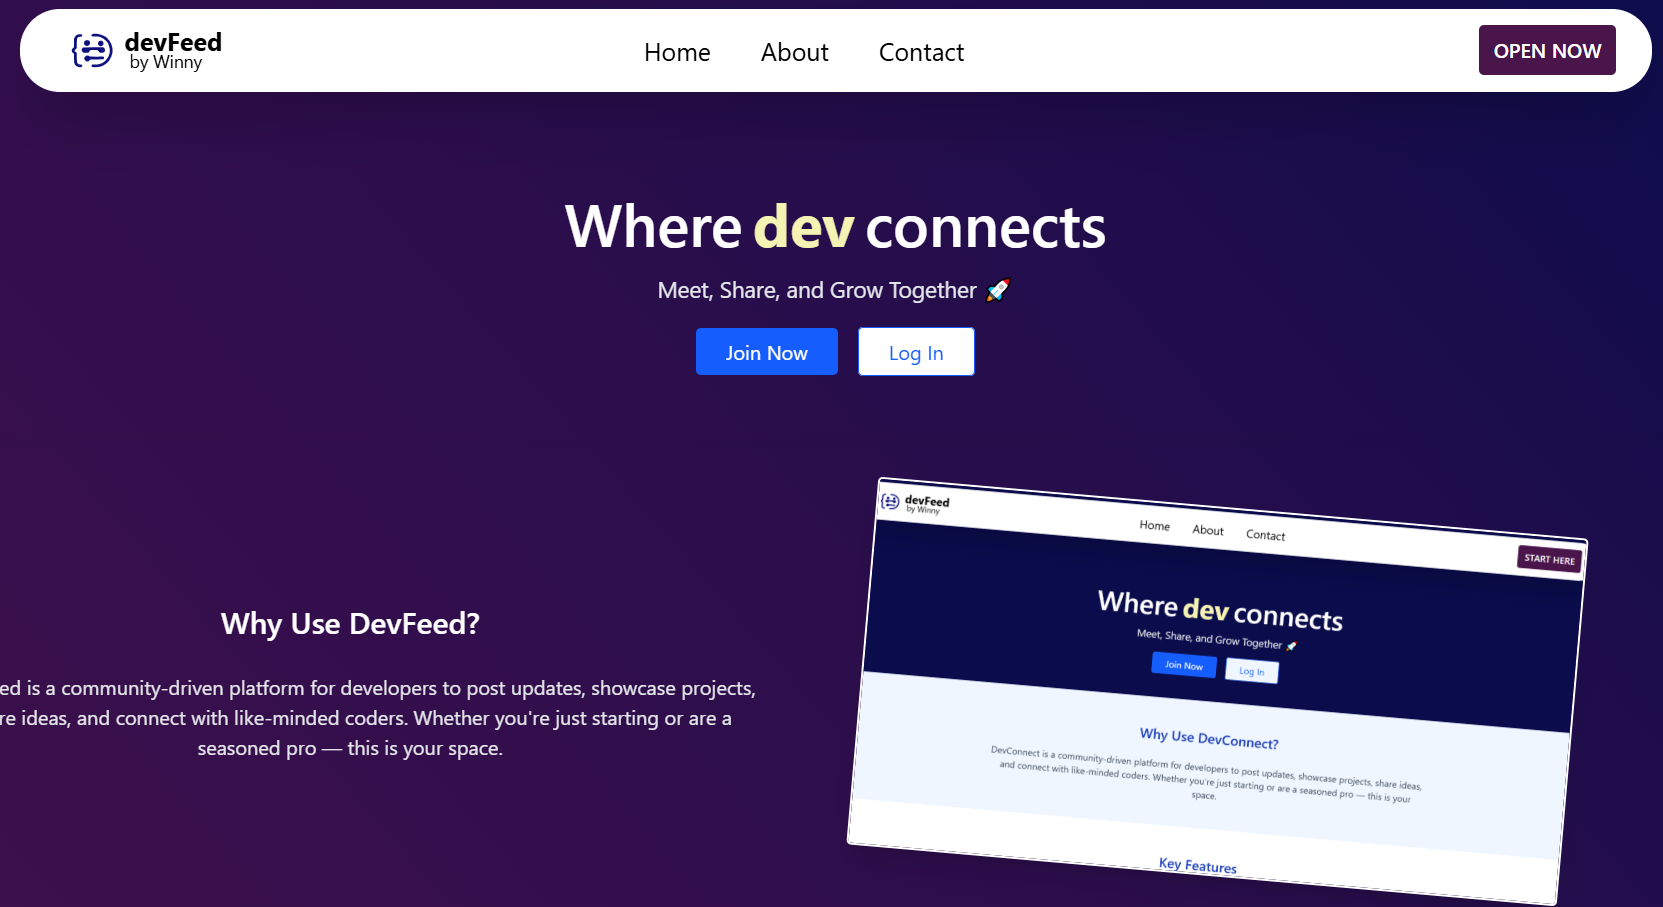 devFeed
by Winny
Home About Contact
OPEN NOW
Where dev connects
Meet, Share, and Grow Together 🚀
Join Now Log In
Why Use DevFeed?
ed is a community-driven platform for developers to post updates, showcase projects,
re ideas, and connect with like-minded coders. Whether you're just starting or are a
seasoned pro — this is your space.
devFeed
by Winny
Home About Contact
START HERE
Where dev connects
Meet, Share, and Grow Together 🚀
Join Now Log In
Why Use DevConnect?
DevConnect is a community-driven platform for developers to post updates, showcase projects, share ideas,
and connect with like-minded coders. Whether you're just starting or are a seasoned pro — this is your
space.
Key Features